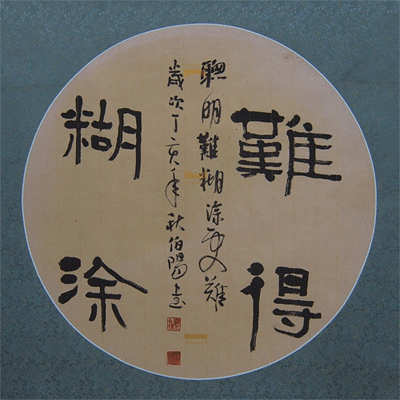 難得
糊涂
聰明難糊涂更難
歲次丁亥年秋伯陽書